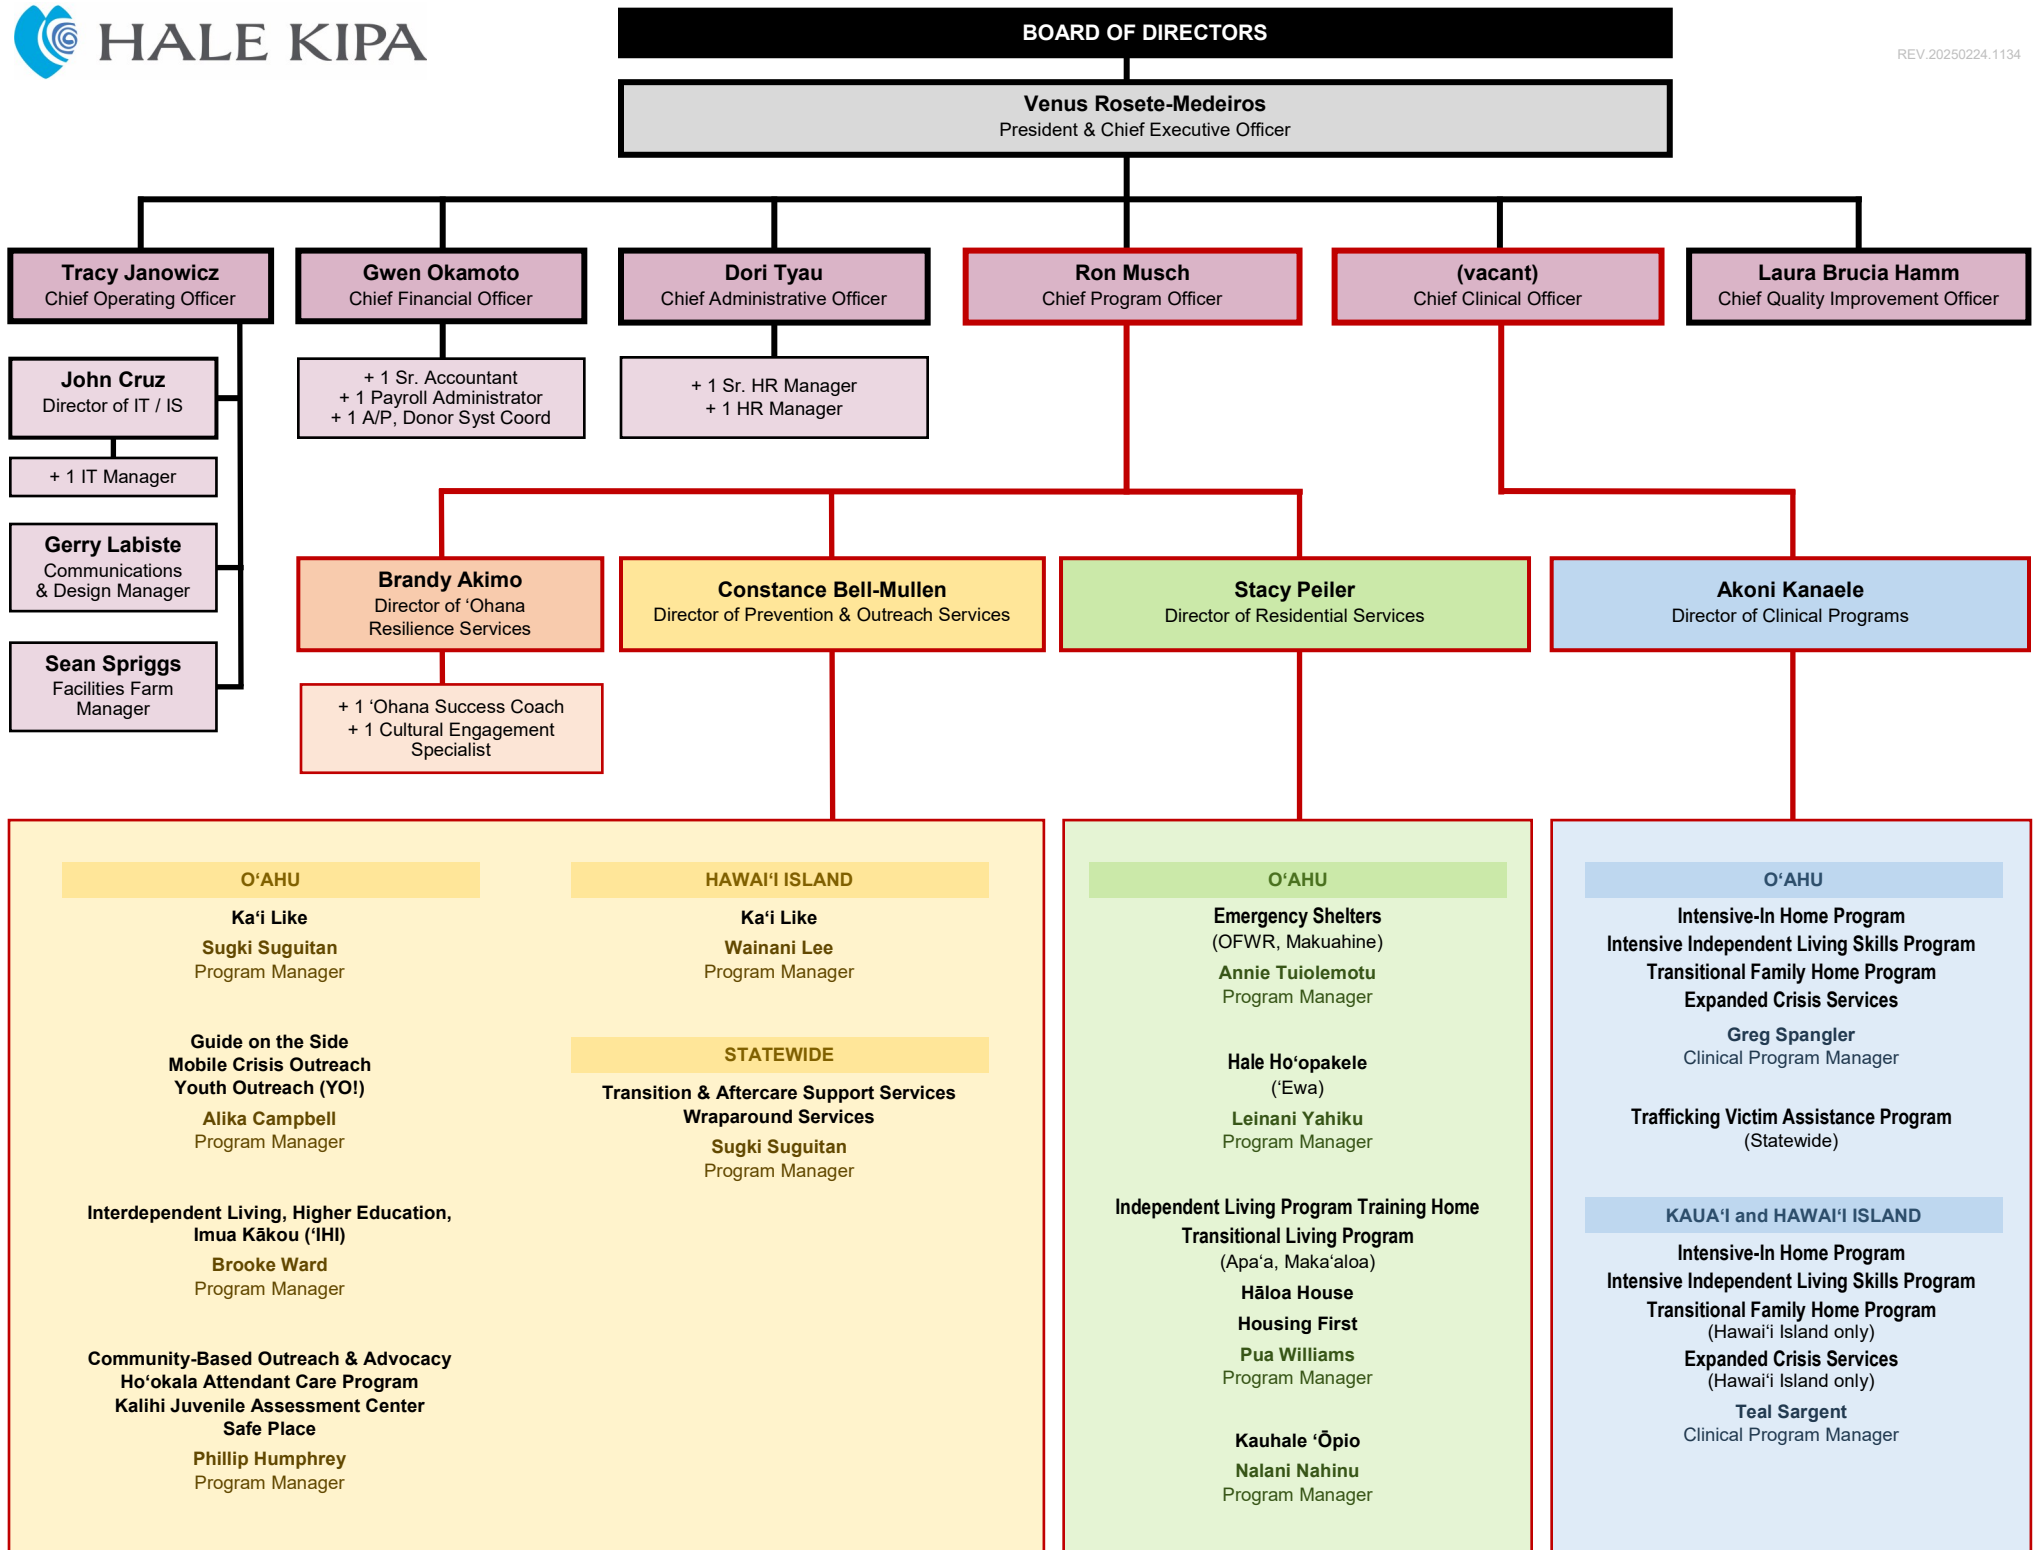 HALE KIPA
BOARD OF DIRECTORS
REV.20250224.1134
Venus Rosete-Medeiros
President & Chief Executive Officer
Tracy Janowicz
Chief Operating Officer
Gwen Okamoto
Chief Financial Officer
Dori Tyau
Chief Administrative Officer
Ron Musch
Chief Program Officer
(vacant)
Chief Clinical Officer
Laura Brucia Hamm
Chief Quality Improvement Officer
John Cruz
Director of IT / IS
+ 1 IT Manager
Gerry Labiste
Communications
& Design Manager
Sean Spriggs
Facilities Farm
Manager
+ 1 Sr. Accountant
+ 1 Payroll Administrator
+ 1 A/P, Donor Syst Coord
+ 1 Sr. HR Manager
+ 1 HR Manager
Brandy Akimo
Director of ʻOhana
Resilience Services
+ 1 ʻOhana Success Coach
+ 1 Cultural Engagement
Specialist
Constance Bell-Mullen
Director of Prevention & Outreach Services
Stacy Peiler
Director of Residential Services
Akoni Kanaele
Director of Clinical Programs
OʻAHU
Kaʻi Like
Sugki Suguitan
Program Manager
Guide on the Side
Mobile Crisis Outreach
Youth Outreach (YO!)
Alika Campbell
Program Manager
Interdependent Living, Higher Education,
Imua Kākou (ʻIHI)
Brooke Ward
Program Manager
Community-Based Outreach & Advocacy
Hoʻokala Attendant Care Program
Kalihi Juvenile Assessment Center
Safe Place
Phillip Humphrey
Program Manager
HAWAIʻI ISLAND
Kaʻi Like
Wainani Lee
Program Manager
STATEWIDE
Transition & Aftercare Support Services
Wraparound Services
Sugki Suguitan
Program Manager
OʻAHU
Emergency Shelters
(OFWR, Makuahine)
Annie Tuiolemotu
Program Manager
Hale Hoʻopakele
(ʻEwa)
Leinani Yahiku
Program Manager
Independent Living Program Training Home
Transitional Living Program
(Apaʻa, Makaʻaloa)
Hāloa House
Housing First
Pua Williams
Program Manager
Kauhale ʻŌpio
Nalani Nahinu
Program Manager
OʻAHU
Intensive-In Home Program
Intensive Independent Living Skills Program
Transitional Family Home Program
Expanded Crisis Services
Greg Spangler
Clinical Program Manager
Trafficking Victim Assistance Program
(Statewide)
KAUAʻI and HAWAIʻI ISLAND
Intensive-In Home Program
Intensive Independent Living Skills Program
Transitional Family Home Program
(Hawaiʻi Island only)
Expanded Crisis Services
(Hawaiʻi Island only)
Teal Sargent
Clinical Program Manager